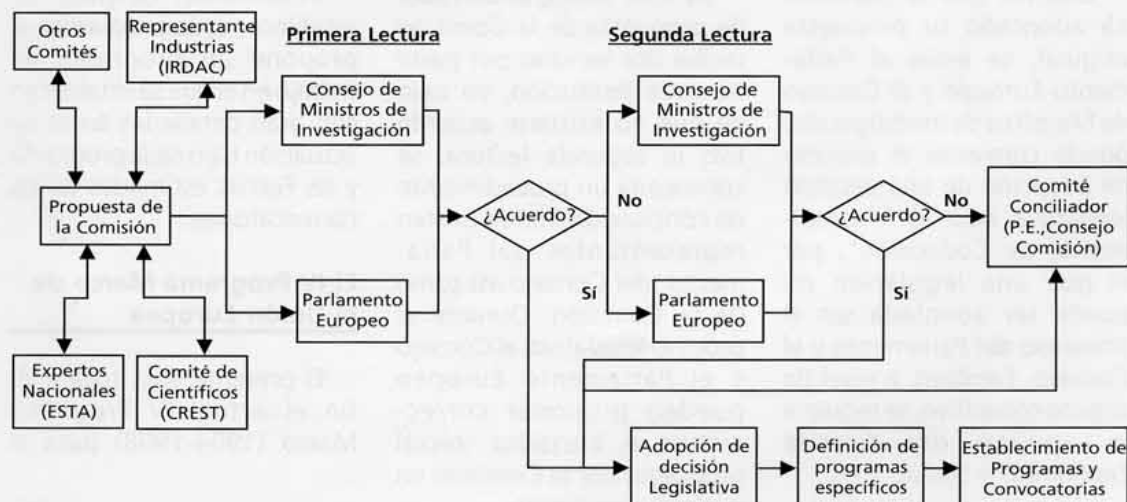 Otros
Comités
Representante
Industrias
(IRDAC)
Primera Lectura
Segunda Lectura
Consejo de
Ministros de
Investigación
Consejo de
Ministros de
Investigación
Propuesta de
la Comisión
¿Acuerdo?
No
¿Acuerdo?
No
Comité
Conciliador
(P.E.,Consejo
Comisión)
Sí
Sí
Parlamento
Europeo
Parlamento
Europeo
Expertos
Nacionales
(ESTA)
Comité de
Científicos
(CREST)
Adopción de
decisión
Legislativa
Definición de
programas
específicos
Establecimiento de
Programas y
Convocatorias